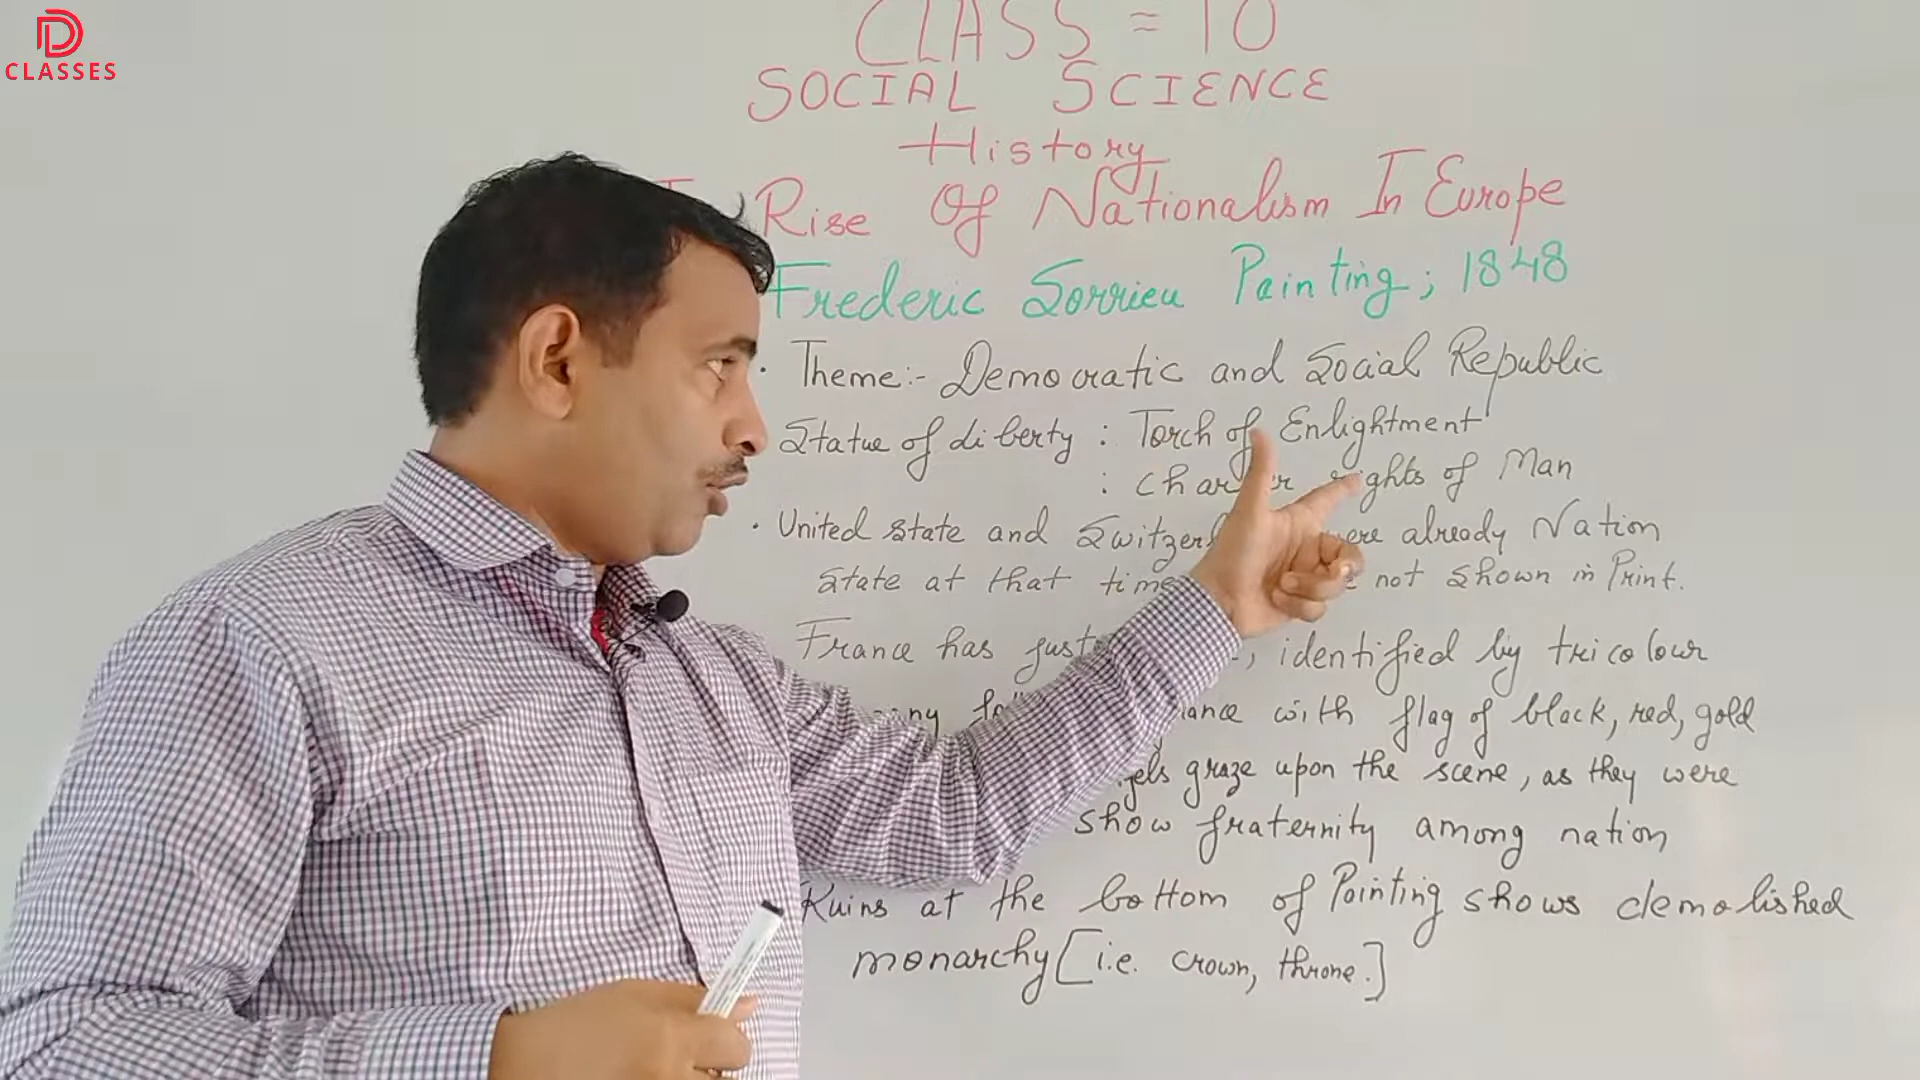 D
CLASSES
CLASS = 10
SOCIAL SCIENCE
History
Rise Of Nationalism In Europe
Frederic Sorrieu Painting; 1848
· Theme:- Democratic and Social Republic
Statue of Liberty : Torch of Enlightment
: rights of Man
· United state and already Nation
state at that not shown in Print.
France has just , identified by tricolour
with flag of black, red, gold
graze upon the scene, as they were
show fraternity among nation
Ruins at the bottom of Painting shows demolished
monarchy [i.e. crown, throne.]